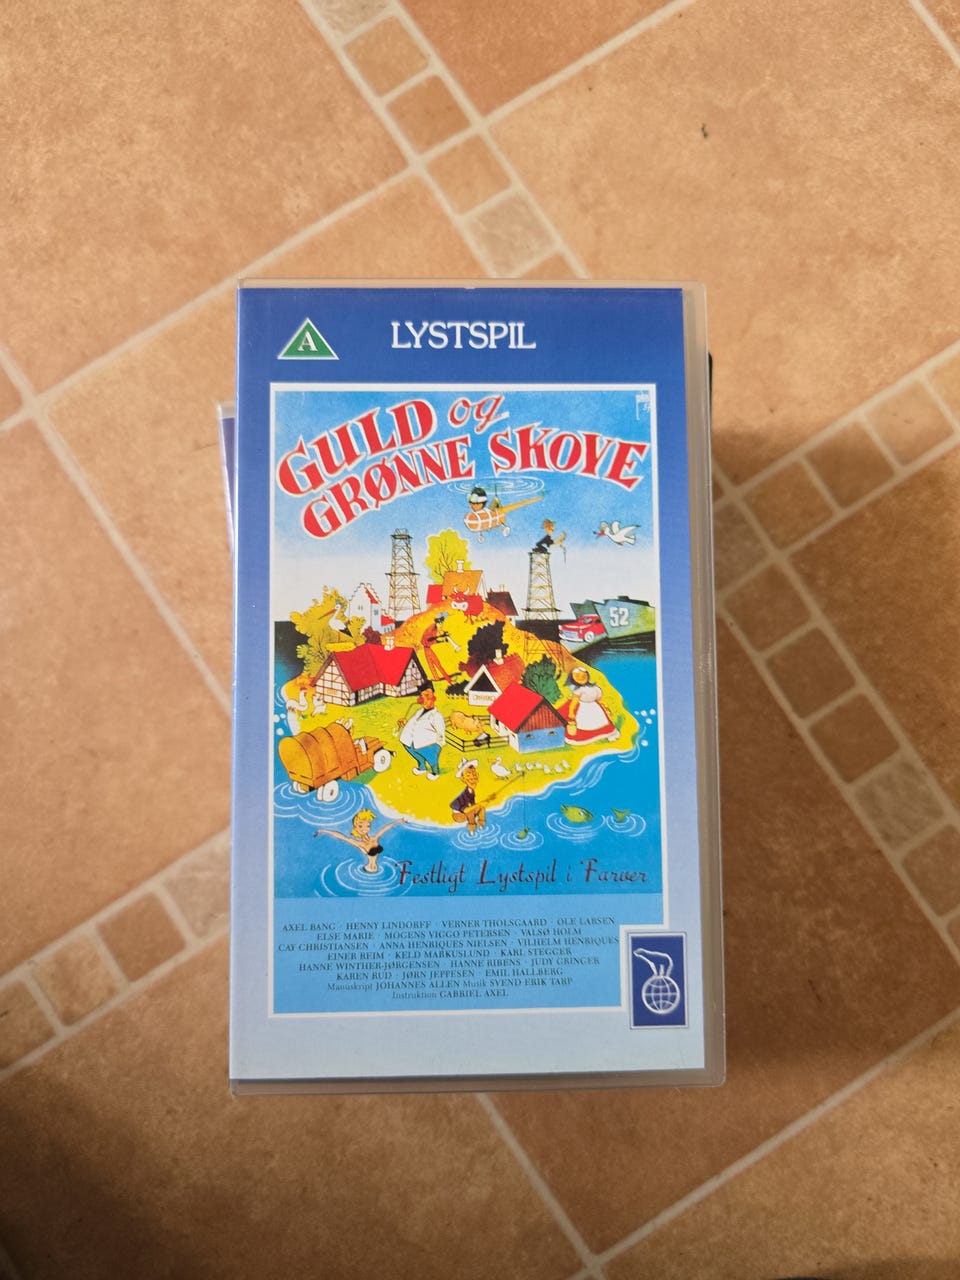 A
LYSTSPIL
GULD og
GRØNNE SKOVE
52
Festligt Lystspil i Farver
AXEL BANG · HENNY LINDORFF · VERNER THOLSGAARD · OLE LARSEN
ELSE MARIE · MOGENS VIGGO PETERSEN · VALSØ HOLM
CAY CHRISTIANSEN · ANNA HENRIQUES NIELSEN · VILHELM HENRIQUES
EINER REIM · KELD MARKUSLUND · KARL STEGGER
HANNE WINTHER-JØRGENSEN · HANNE RIBENS · JUDY GRINGER
KAREN RUD · JØRN JEPPESEN · EMIL HALLBERG
Manuskript JOHANNES ALLEN Musik SVEND ERIK TARP
Instruktion GABRIEL AXEL